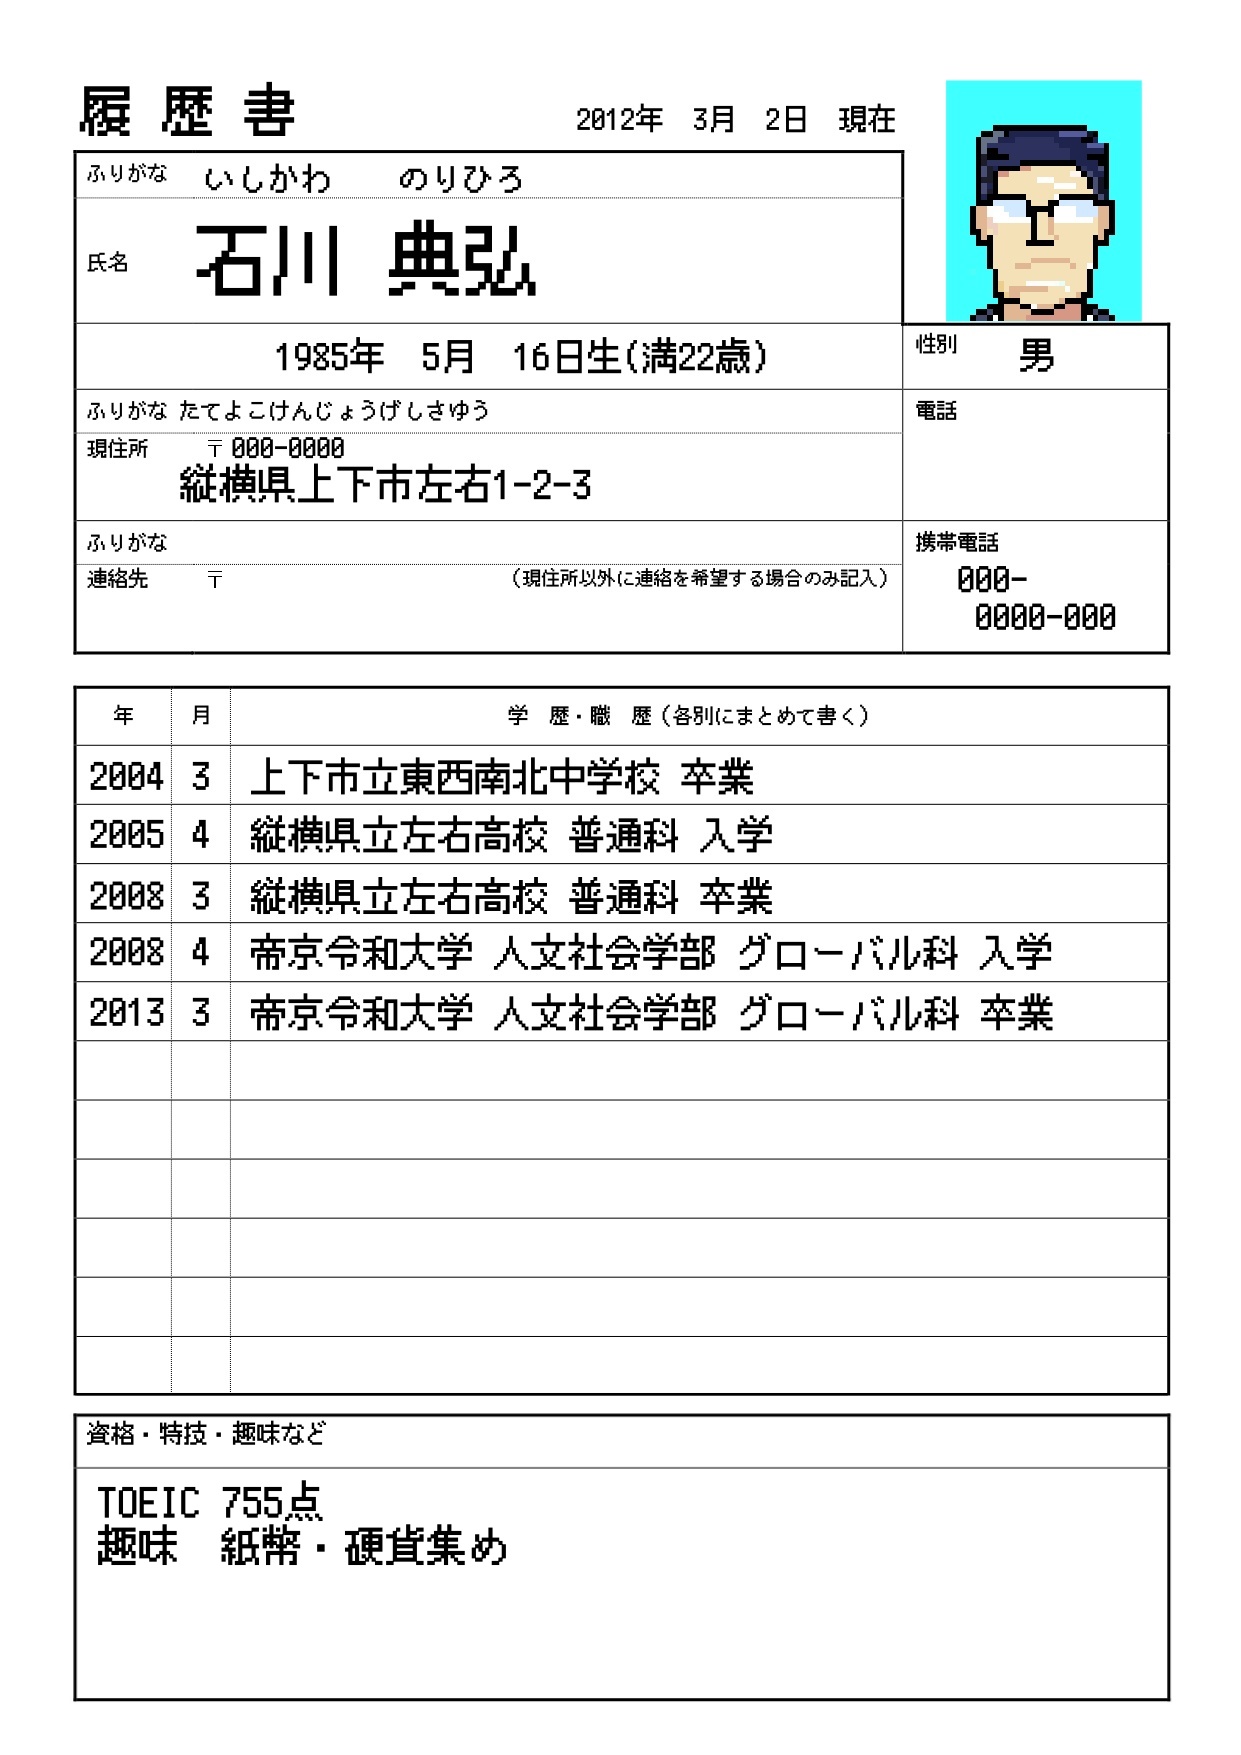 履歴書
2012年 3月 2日 現在
ふりがな いしかわ のりひろ
氏名 石川 典弘
1985年 5月 16日生(満22歳)
性別 男
ふりがな たてよこけんじょうげしさゆう
電話
現住所 〒000-0000
縦横県上下市左右1-2-3
ふりがな
携帯電話
連絡先 〒 (現住所以外に連絡を希望する場合のみ記入)
000-
0000-000
年 月 学 歴・職 歴(各別にまとめて書く)
2004 3 上下市立東西南北中学校 卒業
2005 4 縦横県立左右高校 普通科 入学
2008 3 縦横県立左右高校 普通科 卒業
2008 4 帝京令和大学 人文社会学部 グローバル科 入学
2013 3 帝京令和大学 人文社会学部 グローバル科 卒業
資格・特技・趣味など
TOEIC 755点
趣味 紙幣・硬貨集め